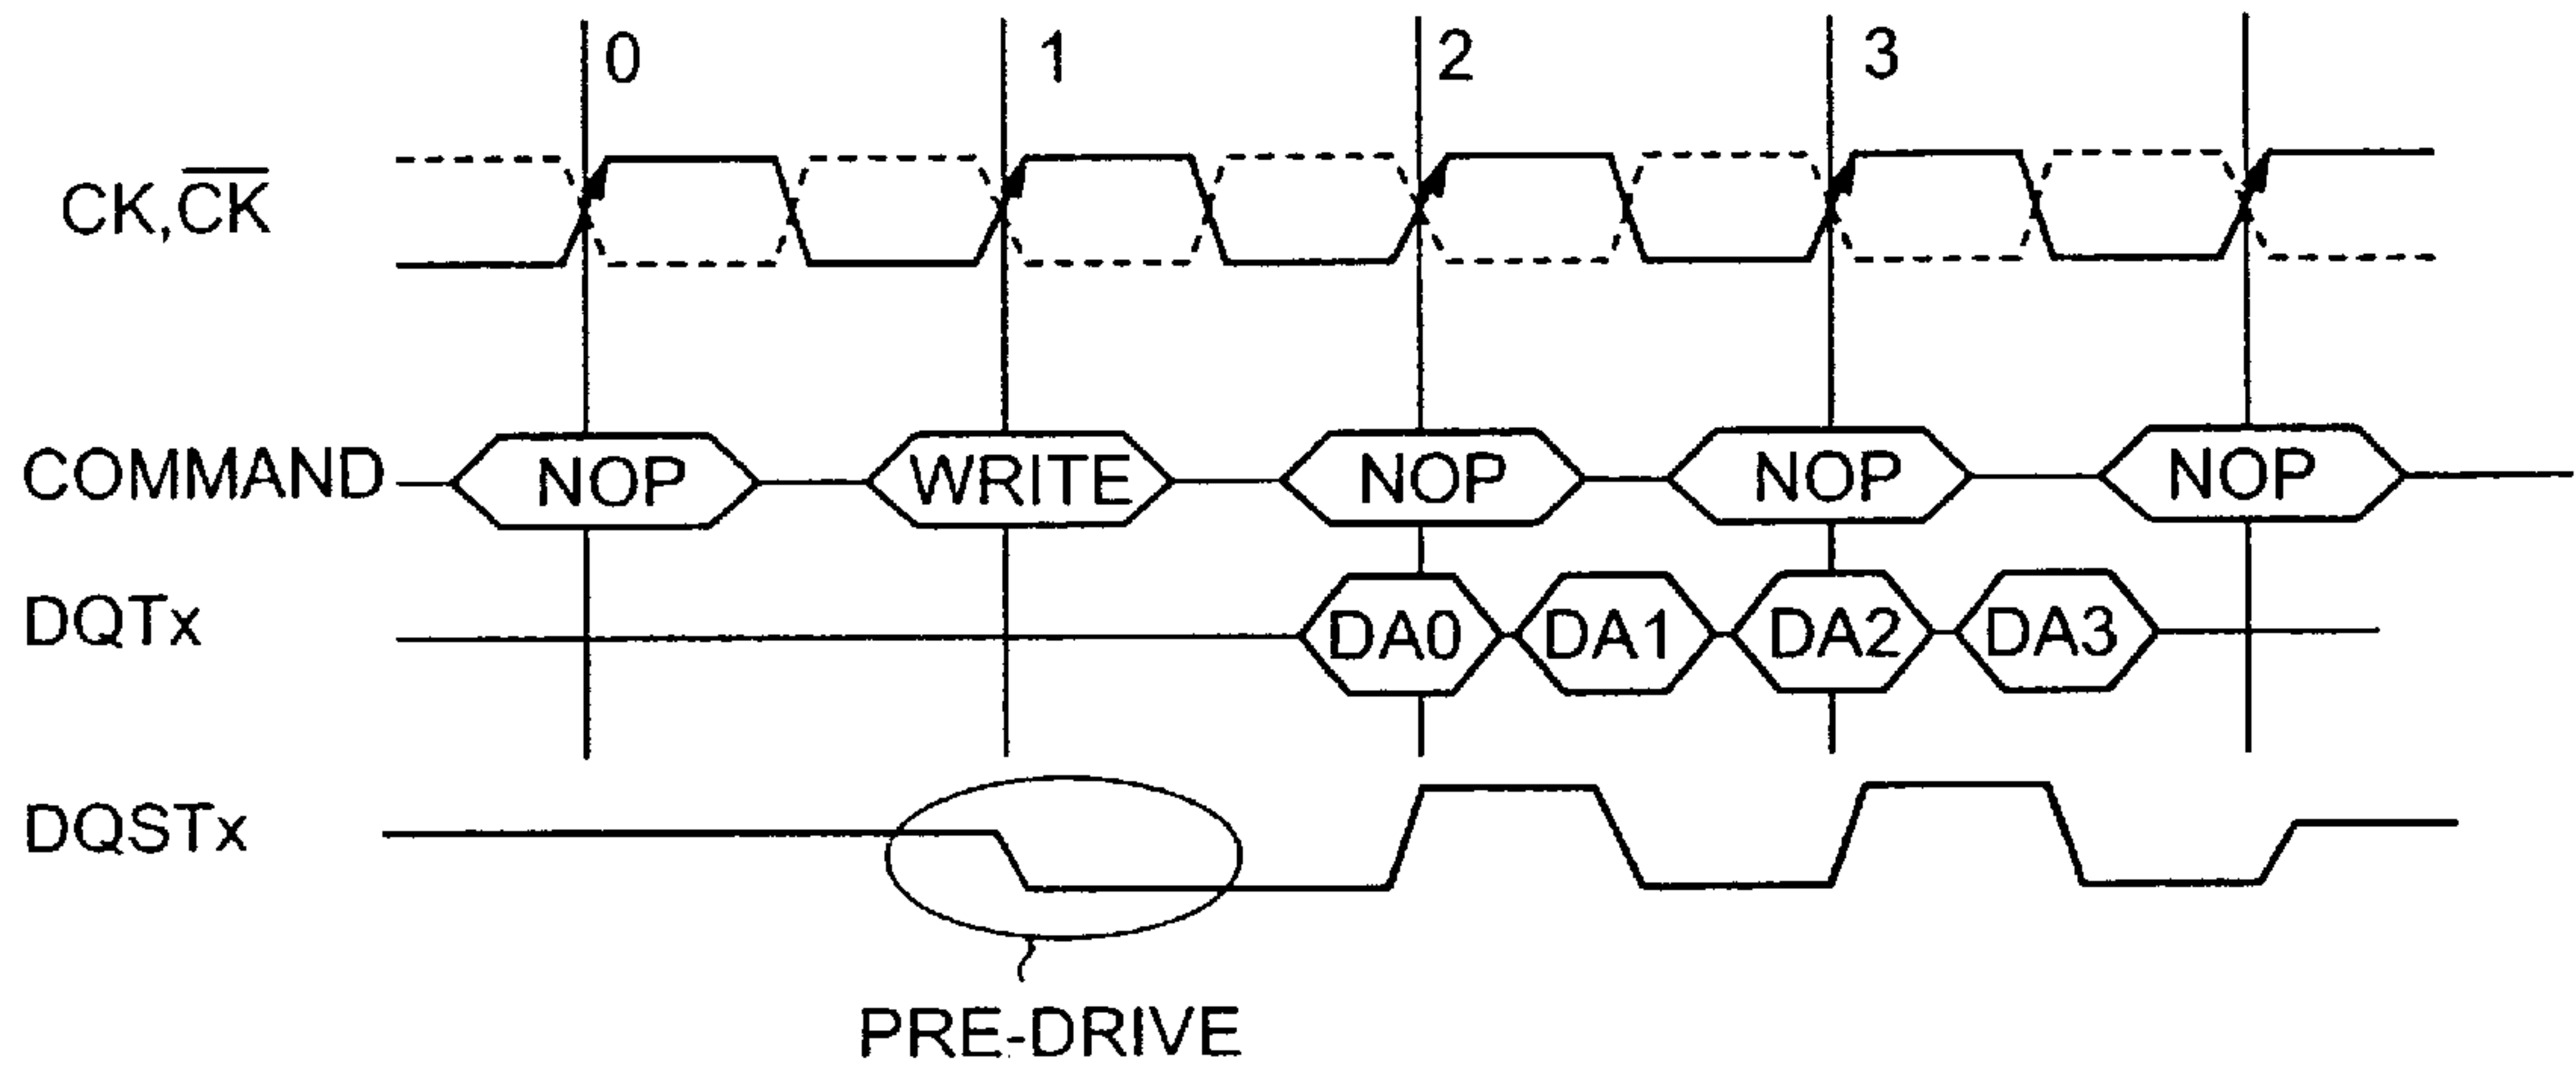 0 1 2 3
CK, C̅K̅
COMMAND NOP WRITE NOP NOP NOP
DQTx DA0 DA1 DA2 DA3
DQSTx
PRE-DRIVE